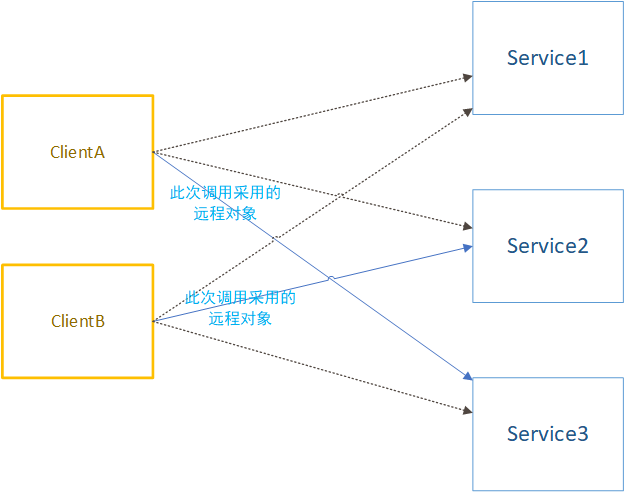 Service1
ClientA
此次调用采用的
远程对象
Service2
ClientB
此次调用采用的
远程对象
Service3